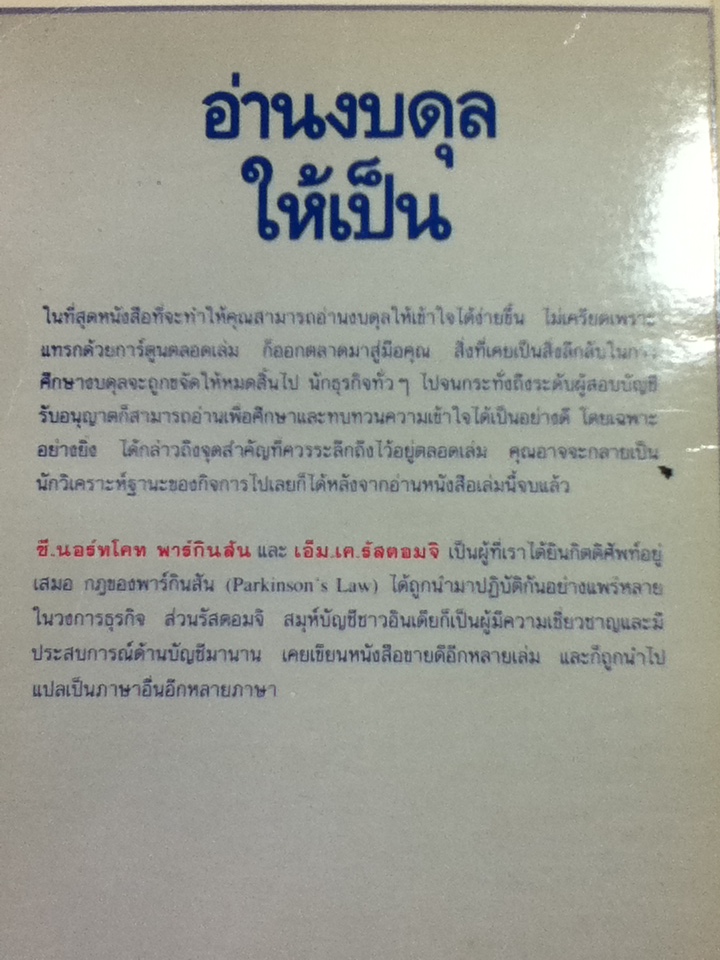 อ่านงบดุล
ให้เป็น
ในที่สุดหนังสือที่จะทำให้คุณสามารถอ่านงบดุลให้เข้าใจได้ง่ายขึ้น ไม่เครียดเพราะ
แทรกด้วยการ์ตูนตลอดเล่ม ก็ออกตลาดมาสู่มือคุณ สิ่งที่เคยเป็นสิ่งลึกลับในการ
ศึกษางบดุลจะถูกขจัดให้หมดสิ้นไป นักธุรกิจทั่วๆ ไปจนกระทั่งถึงระดับผู้สอบบัญชี
รับอนุญาตก็สามารถอ่านเพื่อศึกษาและทบทวนความเข้าใจได้เป็นอย่างดี โดยเฉพาะ
อย่างยิ่ง ได้กล่าวถึงจุดสำคัญที่ควรระลึกถึงไว้อยู่ตลอดเล่ม คุณอาจจะกลายเป็น
นักวิเคราะห์ฐานะของกิจการไปเลยก็ได้หลังจากอ่านหนังสือเล่มนี้จบแล้ว
ซี.นอร์ทโคท พาร์กินสัน และ เอ็ม.เค.รัสตอมจิ เป็นผู้ที่เราได้ยินกิตติศัพท์อยู่
เสมอ กฎของพาร์กินสัน (Parkinson's Law) ได้ถูกนำมาปฏิบัติกันอย่างแพร่หลาย
ในวงการธุรกิจ ส่วนรัสตอมจิ สมุห์บัญชีชาวอินเดียก็เป็นผู้มีความเชี่ยวชาญและมี
ประสบการณ์ด้านบัญชีมานาน เคยเขียนหนังสือขายดีอีกหลายเล่ม และก็ถูกนำไป
แปลเป็นภาษาอื่นอีกหลายภาษา